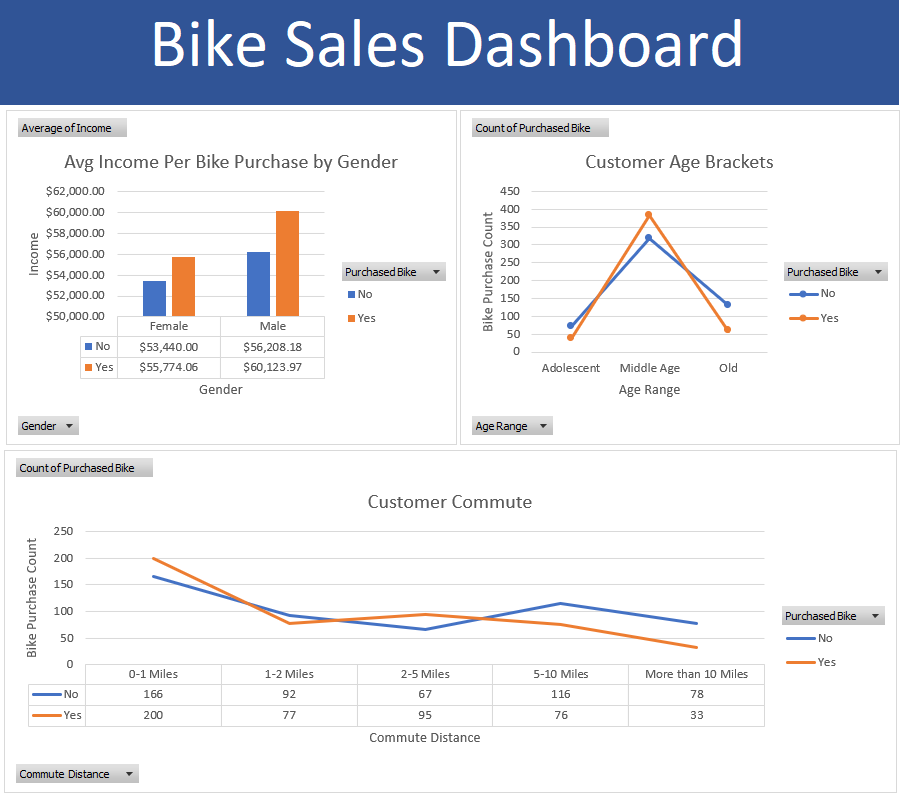 Bike Sales Dashboard
Average of Income
Avg Income Per Bike Purchase by Gender
$62,000.00
$60,000.00
$58,000.00
$56,000.00
$54,000.00
$52,000.00
$50,000.00
Income
Female Male
No $53,440.00 $56,208.18
Yes $55,774.06 $60,123.97
Gender
Purchased Bike
No
Yes
Gender
Count of Purchased Bike
Customer Age Brackets
450
400
350
300
250
200
150
100
50
0
Bike Purchase Count
Adolescent Middle Age Old
Age Range
Purchased Bike
No
Yes
Age Range
Count of Purchased Bike
Customer Commute
250
200
150
100
50
0
Bike Purchase Count
0-1 Miles 1-2 Miles 2-5 Miles 5-10 Miles More than 10 Miles
No 166 92 67 116 78
Yes 200 77 95 76 33
Commute Distance
Purchased Bike
No
Yes
Commute Distance